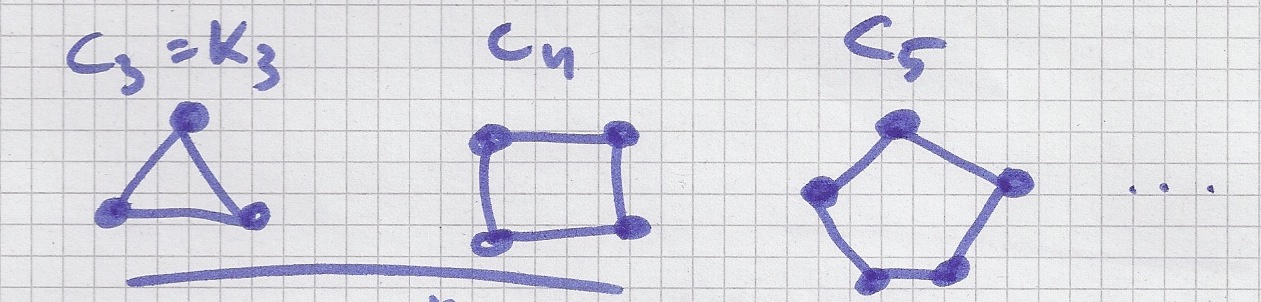 C₃ = K₃ C₄ C₅ ....